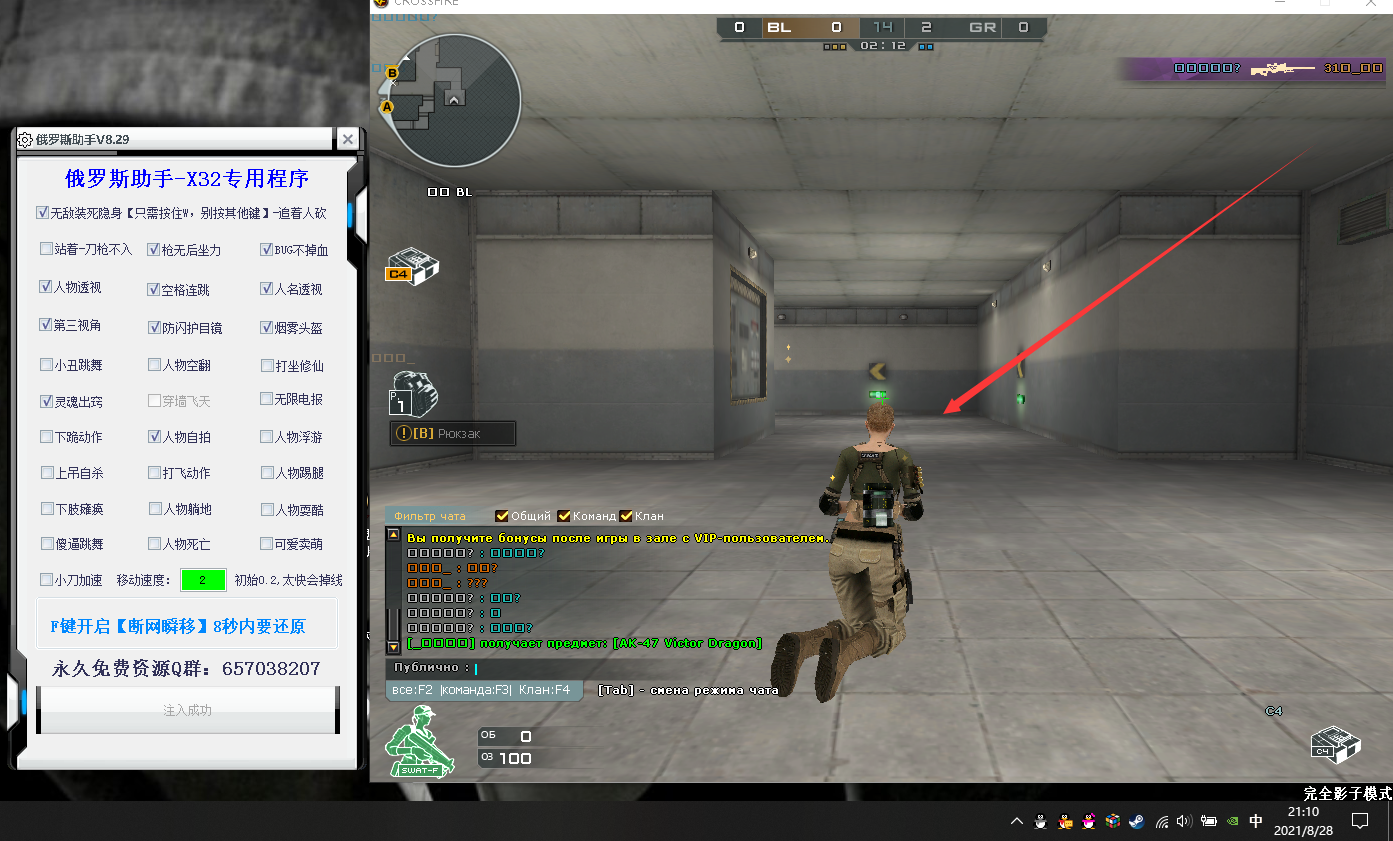 CROSSFIRE
0 BL 0 14 2 GR 0
02:12
B
A
□□□□□? 31□_□□
□□ BL
C4
P
1
[B] Рюкзак
俄罗斯助手V8.29
俄罗斯助手-X32专用程序
无敌装死隐身【只需按住W，别按其他键】-追着人砍
站着-刀枪不入 枪无后坐力 BUG不掉血
人物透视 空格连跳 人名透视
第三视角 防闪护目镜 烟雾头盔
小丑跳舞 人物空翻 打坐修仙
灵魂出窍 穿墙飞天 无限电报
下跪动作 人物自拍 人物浮游
上吊自杀 打飞动作 人物踢腿
下肢瘫痪 人物躺地 人物耍酷
傻逼跳舞 人物死亡 可爱卖萌
小刀加速 移动速度： 2 初始0.2,太快会掉线
F键开启【断网瞬移】8秒内要还原
永久免费资源Q群：657038207
注入成功
Фильтр чата Общий Команд Клан
Вы получите бонусы после игры в зале с VIP-пользователем.
□□□□□? : □□□□?
□□□_ : □□?
□□□_ : ???
□□□□□? : □□?
□□□□□? : □
□□□□□? : □□□?
[_□□□□] получает предмет: [AK-47 Victor Dragon]
Публично :
все:F2 |команда:F3| Клан:F4 [Tab] - смена режима чата
SWAT-F
ОБ 0
ОЗ 100
C4
C4
完全影子模式
中
21:10
2021/8/28